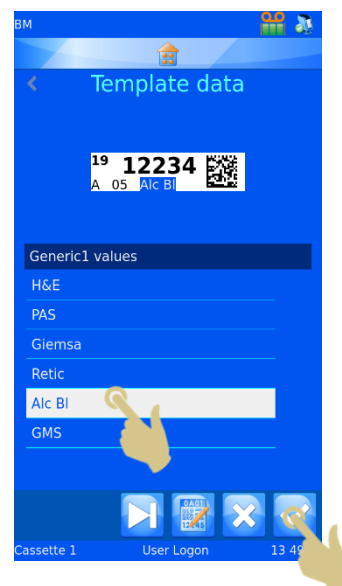 BM
Template data
19 12234
A 05 Alc Bl
Generic1 values
H&E
PAS
Giemsa
Retic
Alc Bl
GMS
Cassette 1 User Logon 13 49